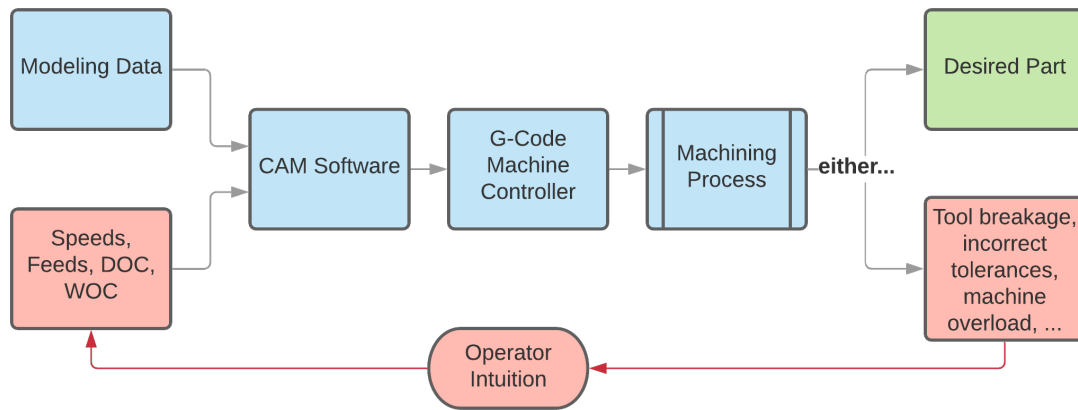 Modeling Data
Speeds,
Feeds, DOC,
WOC
CAM Software
G-Code
Machine
Controller
Machining
Process
either...
Desired Part
Tool breakage,
incorrect
tolerances,
machine
overload, ...
Operator
Intuition